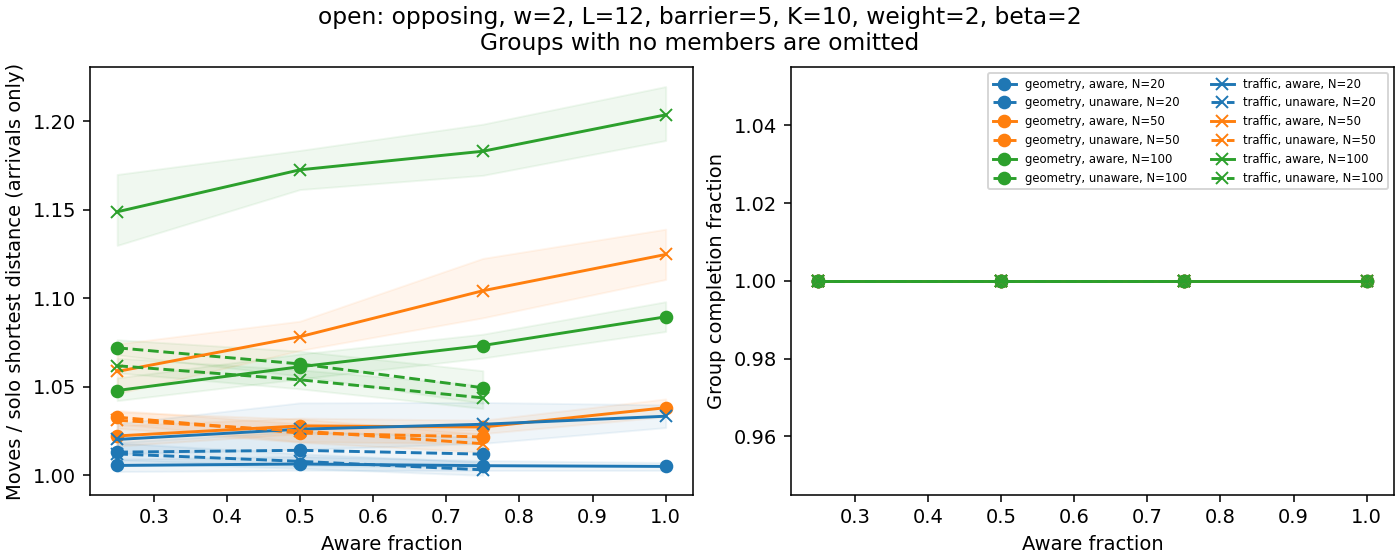 open: opposing, w=2, L=12, barrier=5, K=10, weight=2, beta=2
Groups with no members are omitted
Moves / solo shortest distance (arrivals only)
1.20
1.15
1.10
1.05
1.00
0.3 0.4 0.5 0.6 0.7 0.8 0.9 1.0
Aware fraction
Group completion fraction
1.04
1.02
1.00
0.98
0.96
0.3 0.4 0.5 0.6 0.7 0.8 0.9 1.0
Aware fraction
geometry, aware, N=20
geometry, unaware, N=20
geometry, aware, N=50
geometry, unaware, N=50
geometry, aware, N=100
geometry, unaware, N=100
traffic, aware, N=20
traffic, unaware, N=20
traffic, aware, N=50
traffic, unaware, N=50
traffic, aware, N=100
traffic, unaware, N=100